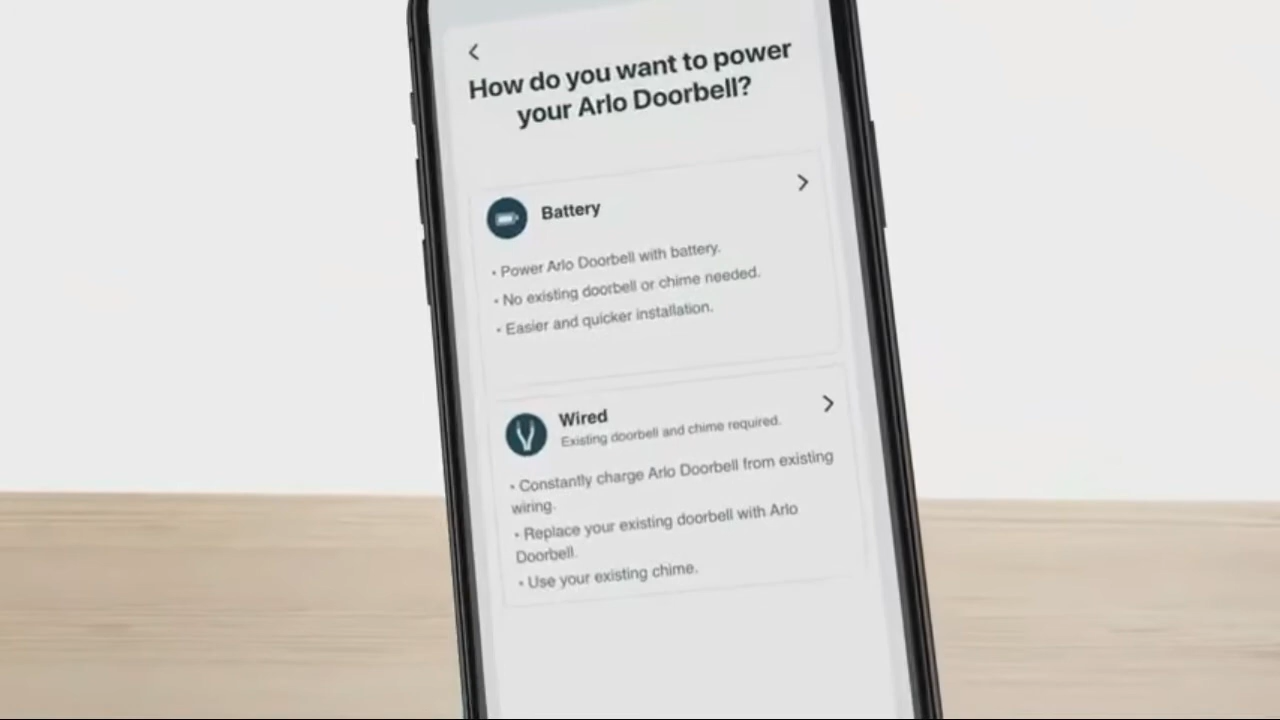 How do you want to power
your Arlo Doorbell?
Battery
• Power Arlo Doorbell with battery.
• No existing doorbell or chime needed.
• Easier and quicker installation.
Wired
Existing doorbell and chime required.
• Constantly charge Arlo Doorbell from existing
wiring.
• Replace your existing doorbell with Arlo
Doorbell.
• Use your existing chime.